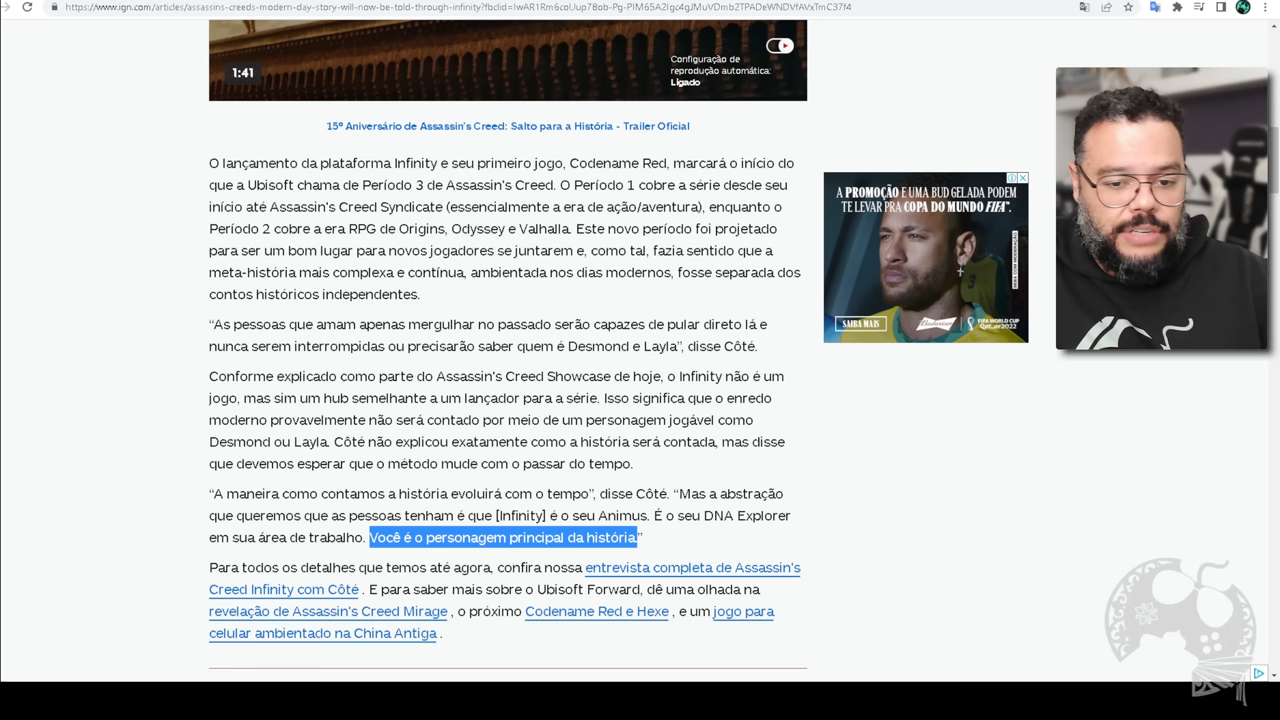 https://www.ign.com/articles/assassins-creeds-modern-day-story-will-now-be-told-through-infinity?fbclid=IwAR1Rm6coUup78ob-Pg-PIM65A2Igc4gJMuVDmb2TPADeWNDVfAVxTmC37f4
1:41
Configuração de
reprodução automática:
Ligado
15º Aniversário de Assassin's Creed: Salto para a História - Trailer Oficial
O lançamento da plataforma Infinity e seu primeiro jogo, Codename Red, marcará o início do
que a Ubisoft chama de Período 3 de Assassin's Creed. O Período 1 cobre a série desde seu
início até Assassin's Creed Syndicate (essencialmente a era de ação/aventura), enquanto o
Período 2 cobre a era RPG de Origins, Odyssey e Valhalla. Este novo período foi projetado
para ser um bom lugar para novos jogadores se juntarem e, como tal, fazia sentido que a
meta-história mais complexa e contínua, ambientada nos dias modernos, fosse separada dos
contos históricos independentes.
“As pessoas que amam apenas mergulhar no passado serão capazes de pular direto lá e
nunca serem interrompidas ou precisarão saber quem é Desmond e Layla”, disse Côté.
Conforme explicado como parte do Assassin's Creed Showcase de hoje, o Infinity não é um
jogo, mas sim um hub semelhante a um lançador para a série. Isso significa que o enredo
moderno provavelmente não será contado por meio de um personagem jogável como
Desmond ou Layla. Côté não explicou exatamente como a história será contada, mas disse
que devemos esperar que o método mude com o passar do tempo.
“A maneira como contamos a história evoluirá com o tempo”, disse Côté. “Mas a abstração
que queremos que as pessoas tenham é que [Infinity] é o seu Animus. É o seu DNA Explorer
em sua área de trabalho. Você é o personagem principal da história.”
Para todos os detalhes que temos até agora, confira nossa entrevista completa de Assassin's
Creed Infinity com Côté . E para saber mais sobre o Ubisoft Forward, dê uma olhada na
revelação de Assassin's Creed Mirage , o próximo Codename Red e Hexe , e um jogo para
celular ambientado na China Antiga .
A PROMOÇÃO E UMA BUD GELADA PODEM
TE LEVAR PRA COPA DO MUNDO FIFA™.
SAIBA MAIS
Budweiser
FIFA WORLD CUP
Qatar2022